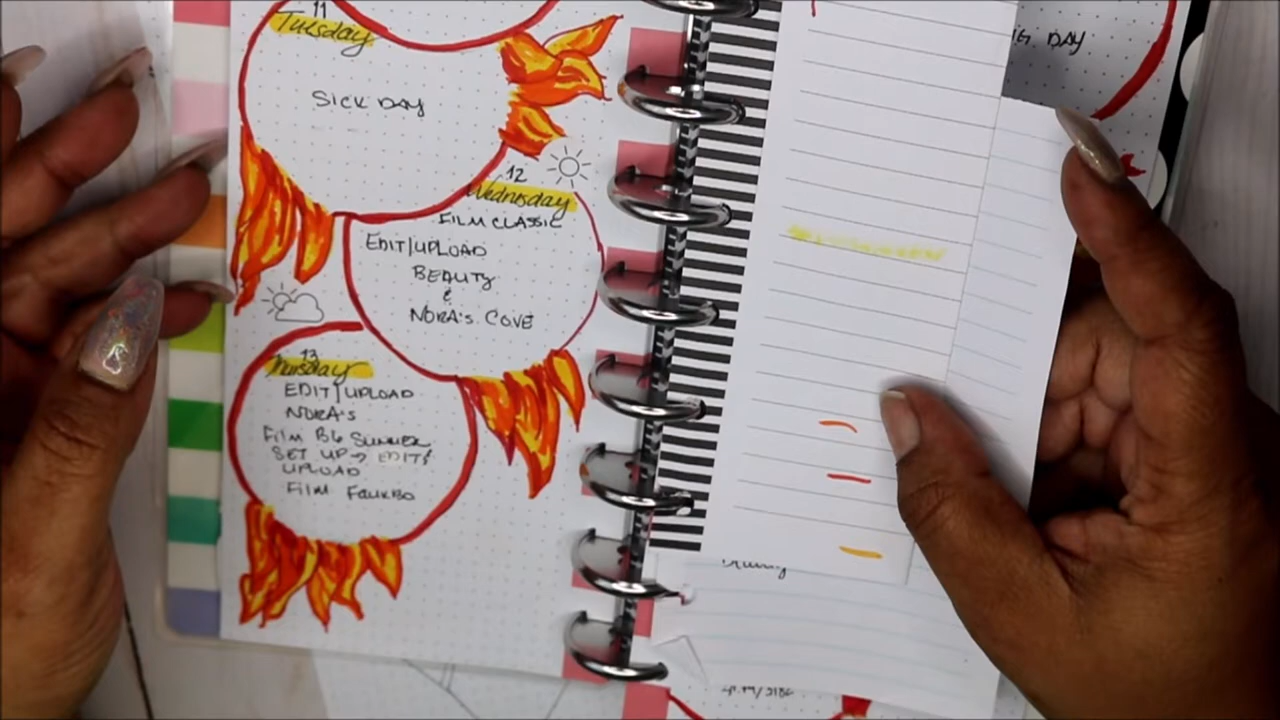 11
Tuesday
SICK DAY
12
Wednesday
FILM CLASSIC
EDIT/UPLOAD
BEAUTY
&
NORA'S COVE
13
Thursday
EDIT/UPLOAD
NORA'S
FILM B6 SUMMER
SET UP → EDIT &
UPLOAD
FILM
DAY